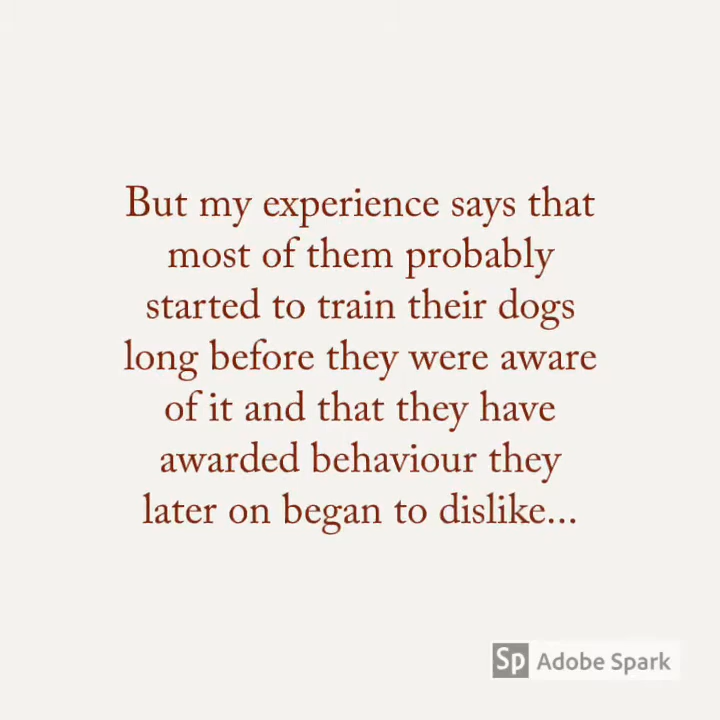 But my experience says that
most of them probably
started to train their dogs
long before they were aware
of it and that they have
awarded behaviour they
later on began to dislike...
Sp Adobe Spark